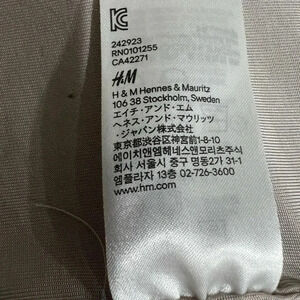 242923
RN0101255
CA42271
H&M
H & M Hennes & Mauritz
106 38 Stockholm, Sweden
エイチ・アンド・エム
ヘネス・アンド・マウリッツ
・ジャパン株式会社
東京都渋谷区神宮前1-8-10
에이치앤엠헤네스앤모리츠주식
회사 서울시 중구 명동2가 31
엠플라자 13층 02-726-3600
www.hm.com